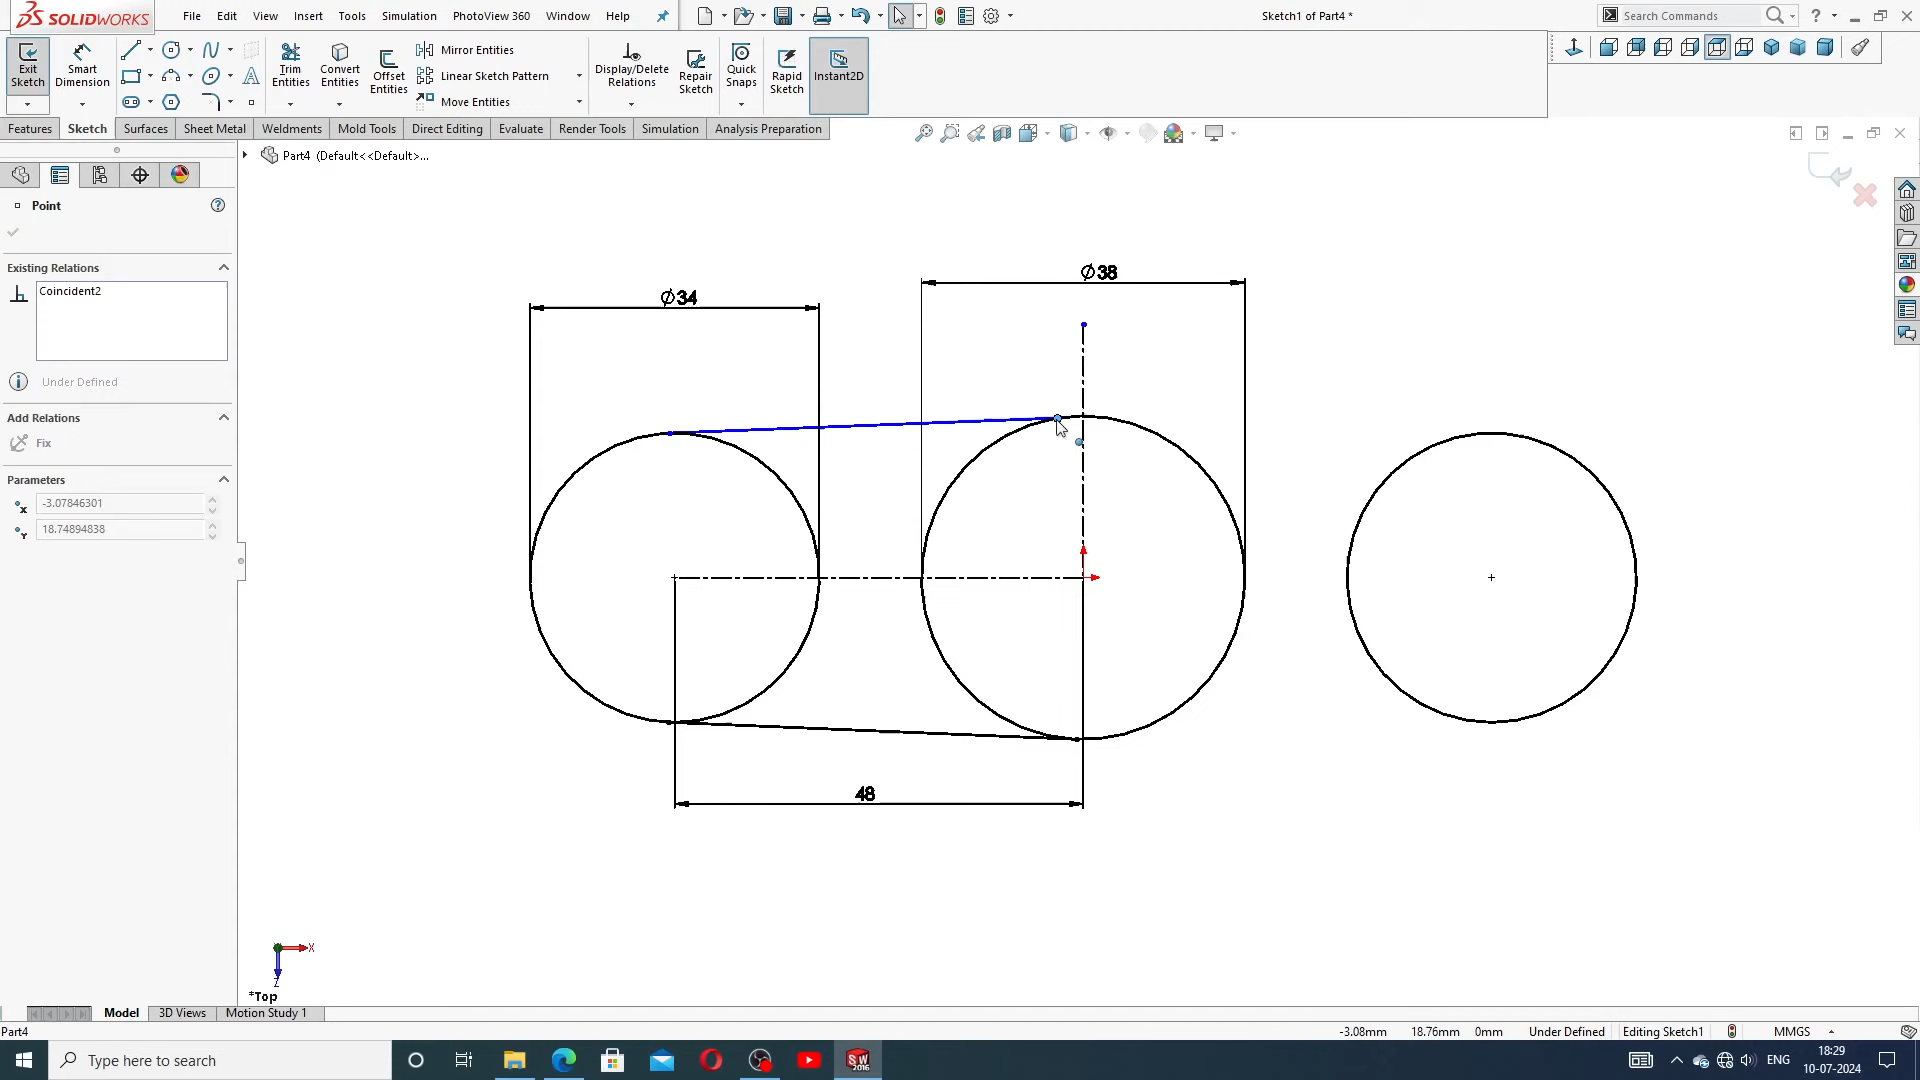 SOLIDWORKS File Edit View Insert Tools Simulation PhotoView 360 Window Help Sketch1 of Part4 * Search Commands ?
Exit Sketch
Smart Dimension
Trim Entities
Convert Entities
Offset Entities
Mirror Entities
Linear Sketch Pattern
Move Entities
Display/Delete Relations
Repair Sketch
Quick Snaps
Rapid Sketch
Instant2D
Features Sketch Surfaces Sheet Metal Weldments Mold Tools Direct Editing Evaluate Render Tools Simulation Analysis Preparation
Part4 (Default<<Default>...
Point ?
Existing Relations
Coincident2
Under Defined
Add Relations
Fix
Parameters
x -3.07846301
Y 18.74894838
∅34
∅38
48
X
Z
*Top
Model 3D Views Motion Study 1
Part4 -3.08mm 18.76mm 0mm Under Defined Editing Sketch1 MMGS
Type here to search
SW 2016
ENG
18:29
10-07-2024